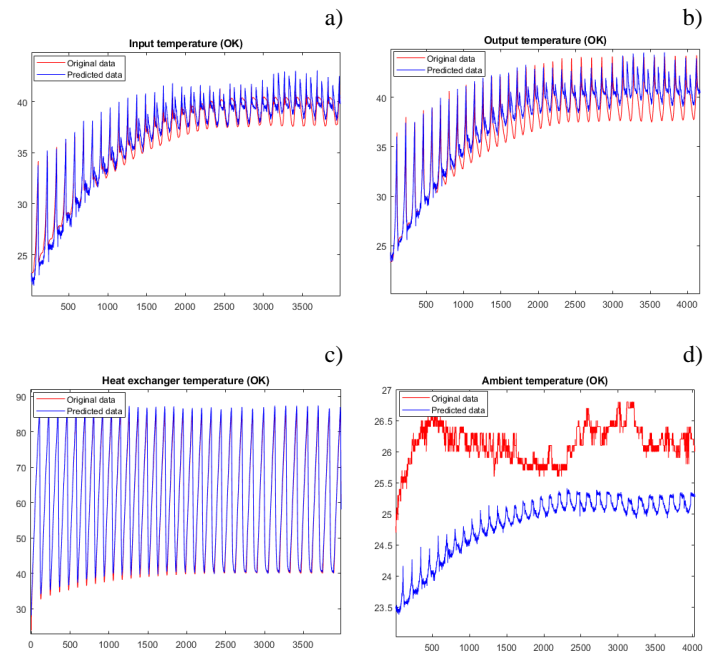 a)
Input temperature (OK)
Original data
Predicted data
40
35
30
25
500 1000 1500 2000 2500 3000 3500
b)
Output temperature (OK)
Original data
Predicted data
40
35
30
25
500 1000 1500 2000 2500 3000 3500 4000
c)
Heat exchanger temperature (OK)
Original data
Predicted data
90
80
70
60
50
40
30
0 500 1000 1500 2000 2500 3000 3500
d)
Ambient temperature (OK)
Original data
Predicted data
27
26.5
26
25.5
25
24.5
24
23.5
500 1000 1500 2000 2500 3000 3500 4000